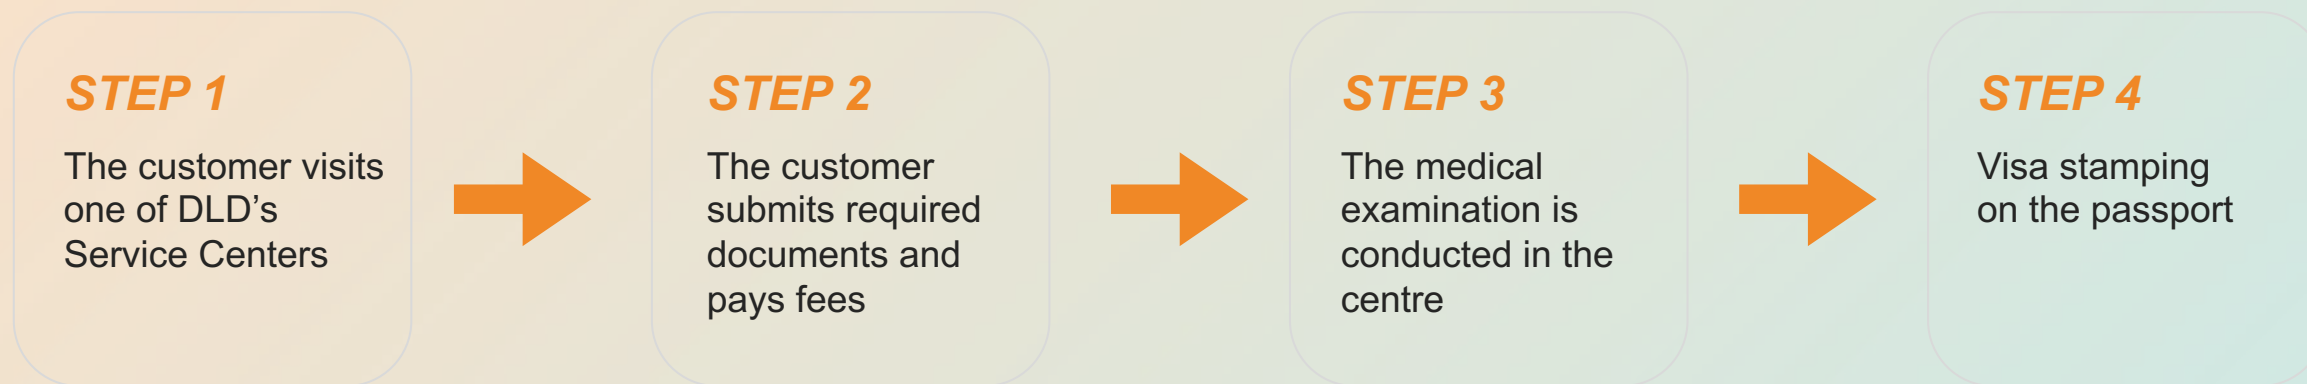 STEP 1
The customer visits
one of DLD’s
Service Centers
STEP 2
The customer
submits required
documents and
pays fees
STEP 3
The medical
examination is
conducted in the
centre
STEP 4
Visa stamping
on the passport